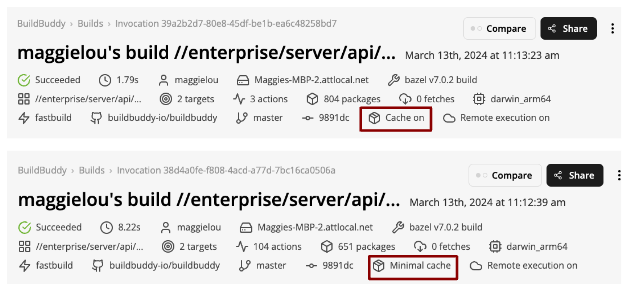 BuildBuddy › Builds › Invocation 39a2b2d7-80e8-45df-be1b-ea6c48258bd7
Compare
Share
maggielou's build //enterprise/server/api/... March 13th, 2024 at 11:13:23 am
Succeeded 1.79s maggielou Maggies-MBP-2.attlocal.net bazel v7.0.2 build
//enterprise/server/api/... 2 targets 3 actions 804 packages 0 fetches darwin_arm64
fastbuild buildbuddy-io/buildbuddy master 9891dc Cache on Remote execution on
BuildBuddy › Builds › Invocation 38d4a0fe-f808-4acd-a77d-7bc16ca0506a
Compare
Share
maggielou's build //enterprise/server/api/... March 13th, 2024 at 11:12:39 am
Succeeded 8.22s maggielou Maggies-MBP-2.attlocal.net bazel v7.0.2 build
//enterprise/server/api/... 2 targets 104 actions 651 packages 0 fetches darwin_arm64
fastbuild buildbuddy-io/buildbuddy master 9891dc Minimal cache Remote execution on